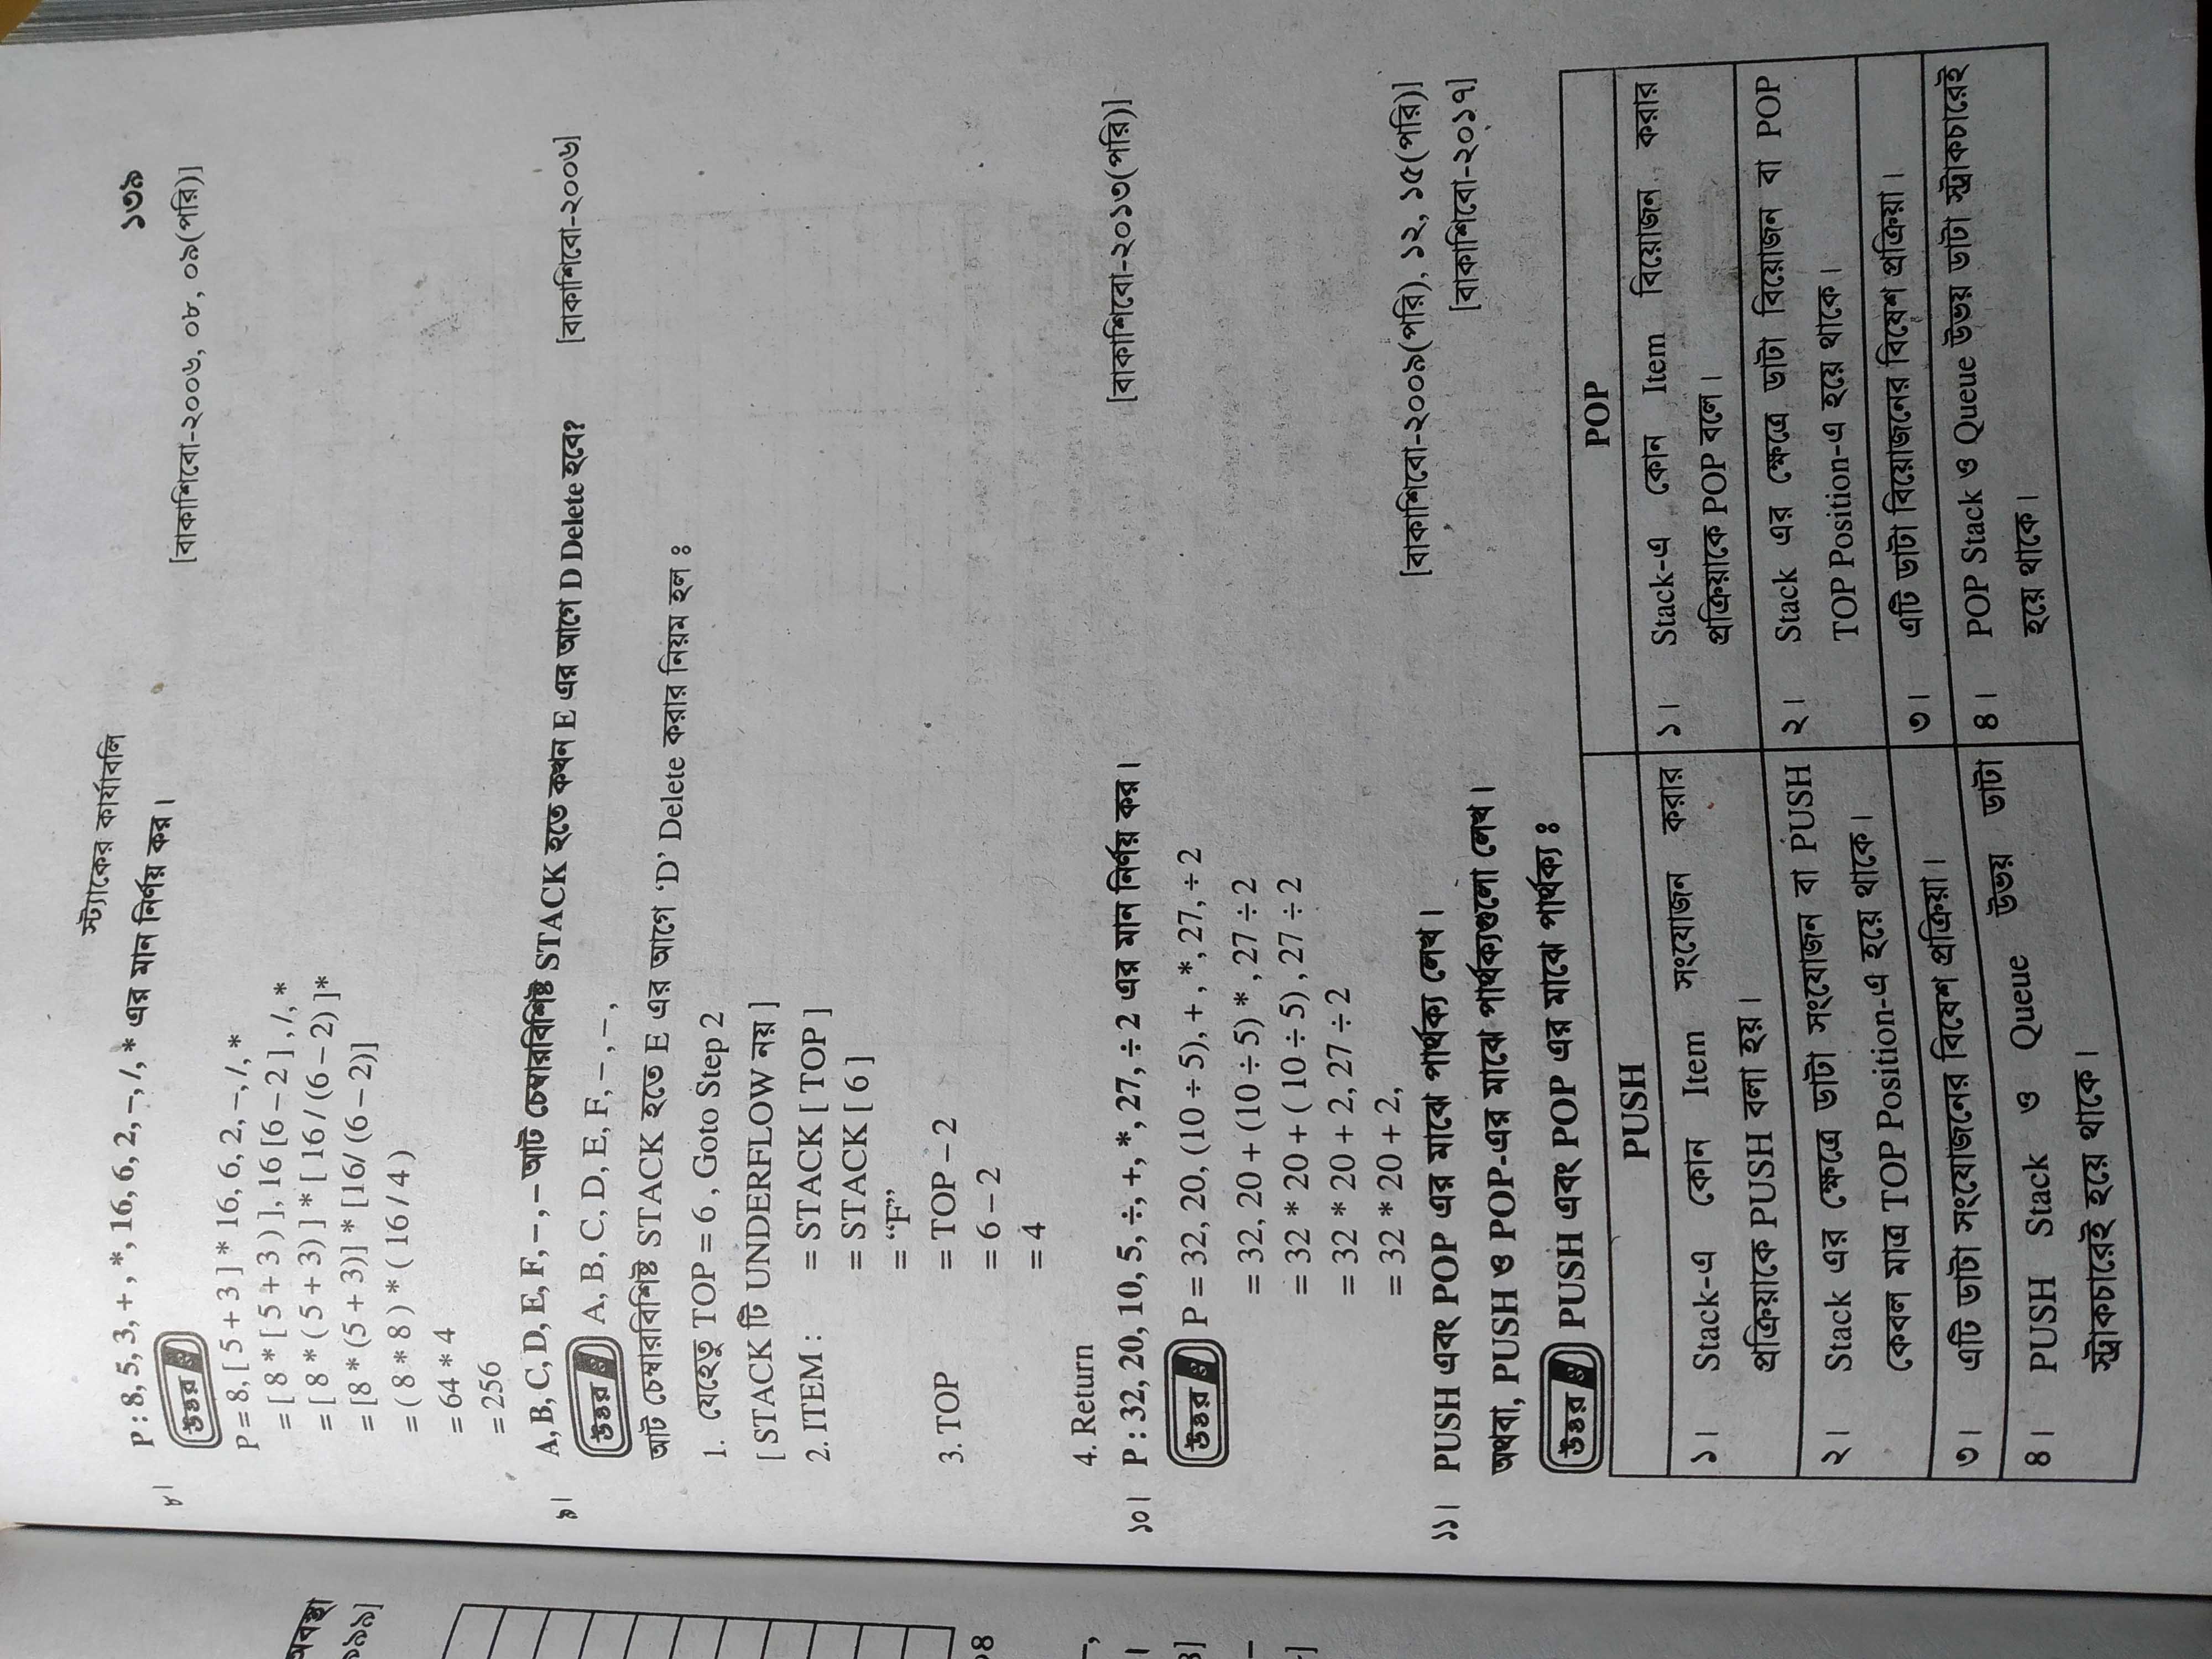 স্ট্যাকের কার্যাবলি ১৩৯
৮। P : 8, 5, 3, +, *, 16, 6, 2, –, /, * এর মান নির্ণয় কর। [বাকাশিবো-২০০৬, ০৮, ০৯(পরি)]
উত্তর ঃ
P = 8, [ 5 + 3 ] * 16, 6, 2, –, /, *
= [ 8 * [ 5 + 3 ) ], 16 [6 – 2 ] , /, *
= [ 8 * ( 5 + 3) ] * [ 16 / (6 – 2) ] *
= [8 * (5 + 3)] * [16/ (6 – 2)]
= ( 8 * 8 ) * ( 16 / 4 )
= 64 * 4
= 256
৯। A, B, C, D, E, F, – , – আট চেম্বারবিশিষ্ট STACK হতে কখন E এর আগে D Delete হবে? [বাকাশিবো-২০০৬]
উত্তর ঃ A, B, C, D, E, F, – , – ,
আট চেম্বারবিশিষ্ট STACK হতে E এর আগে ‘D’ Delete করার নিয়ম হল ঃ
1. যেহেতু TOP = 6 , Goto Step 2
[ STACK টি UNDERFLOW নয় ]
2. ITEM : = STACK [ TOP ]
= STACK [ 6 ]
= “F”
3. TOP = TOP – 2
= 6 – 2
= 4
4. Return
১০। P : 32, 20, 10, 5, ÷, +, *, 27, ÷ 2 এর মান নির্ণয় কর। [বাকাশিবো-২০১৩(পরি)]
উত্তর ঃ P = 32, 20, (10 ÷ 5), + , *, 27, ÷ 2
= 32, 20 + (10 ÷ 5) * , 27 ÷ 2
= 32 * 20 + ( 10 ÷ 5) , 27 ÷ 2
= 32 * 20 + 2, 27 ÷ 2
= 32 * 20 + 2,
১১। PUSH এবং POP এর মাঝে পার্থক্য লেখ। [বাকাশিবো-২০০৯(পরি), ১২, ১৫(পরি)]
অথবা, PUSH ও POP-এর মাঝে পার্থক্যগুলো লেখ। [বাকাশিবো-২০১৭]
উত্তর ঃ PUSH এবং POP এর মাঝে পার্থক্য ঃ
PUSH POP
১। Stack-এ কোন Item সংযোজন করার
প্রক্রিয়াকে PUSH বলা হয়।
১। Stack-এ কোন Item বিয়োজন করার
প্রক্রিয়াকে POP বলে।
২। Stack এর ক্ষেত্রে ডাটা সংযোজন বা PUSH
কেবল মাত্র TOP Position-এ হয়ে থাকে।
২। Stack এর ক্ষেত্রে ডাটা বিয়োজন বা POP
TOP Position-এ হয়ে থাকে।
৩। এটি ডাটা সংযোজনের বিষেশ প্রক্রিয়া।
৩। এটি ডাটা বিয়োজনের বিষেশ প্রক্রিয়া।
৪। PUSH Stack ও Queue উভয় ডাটা
স্ট্রাকচারেই হয়ে থাকে।
৪। POP Stack ও Queue উভয় ডাটা স্ট্রাকচারেই
হয়ে থাকে।
অবস্থা